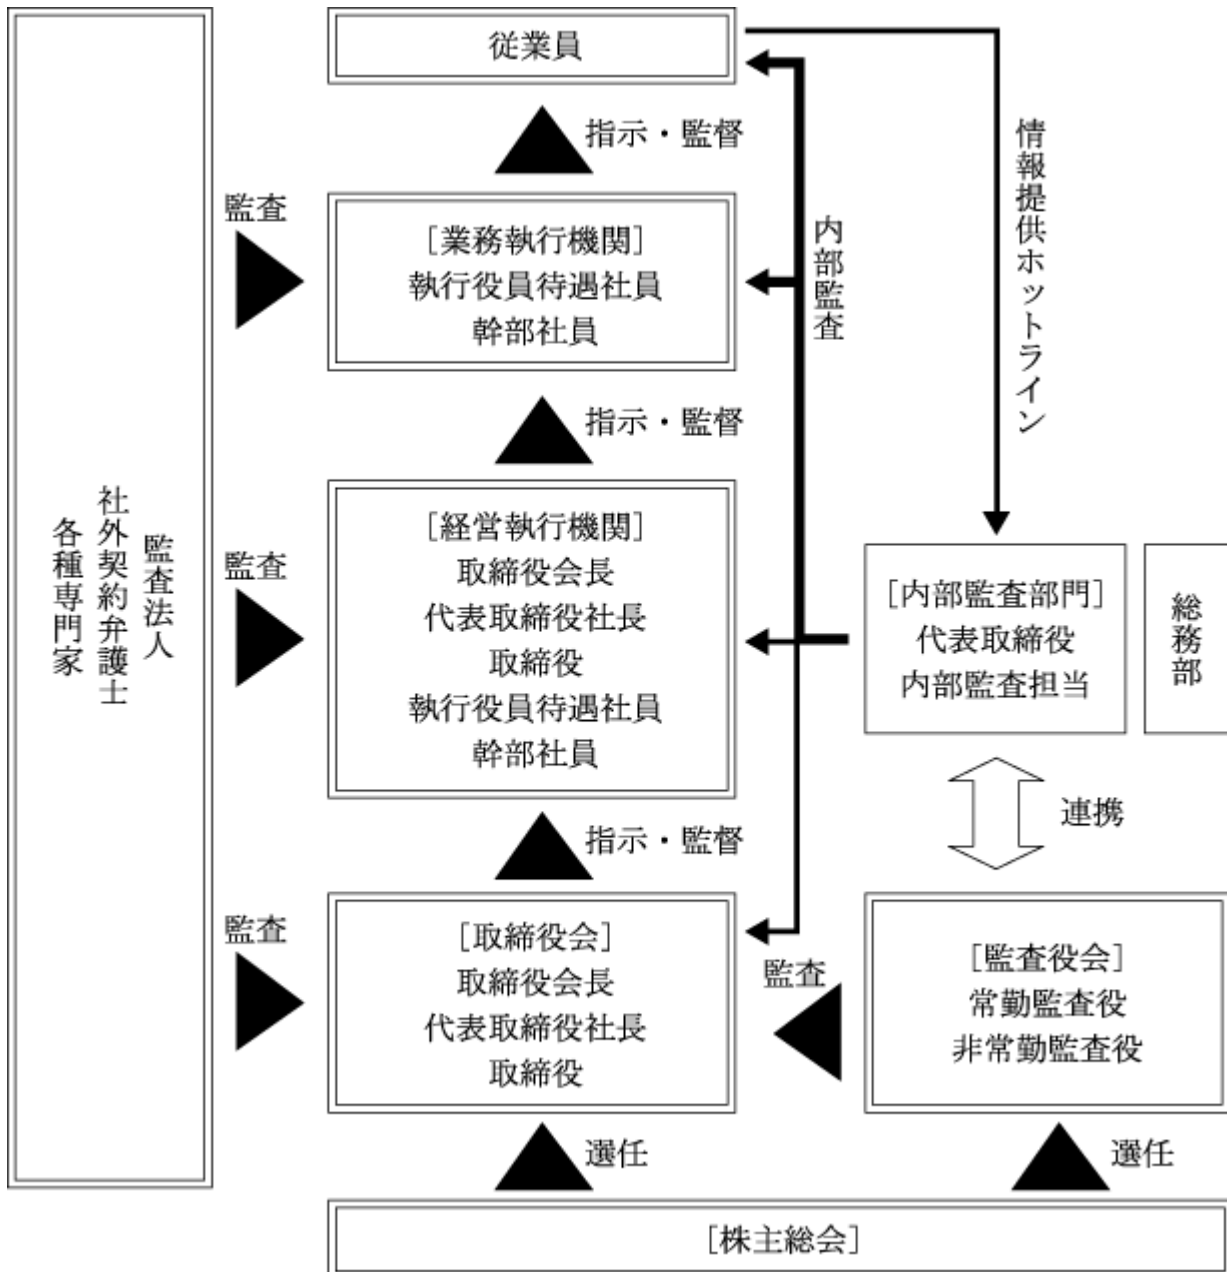 従業員
指示・監督
監査
[業務執行機関]
執行役員待遇社員
幹部社員
内部監査
情報提供ホットライン
指示・監督
監査法人
社外契約弁護士
各種専門家
監査
[経営執行機関]
取締役会長
代表取締役社長
取締役
執行役員待遇社員
幹部社員
[内部監査部門]
代表取締役
内部監査担当
総務部
連携
指示・監督
監査
[取締役会]
取締役会長
代表取締役社長
取締役
監査
[監査役会]
常勤監査役
非常勤監査役
選任
選任
[株主総会]